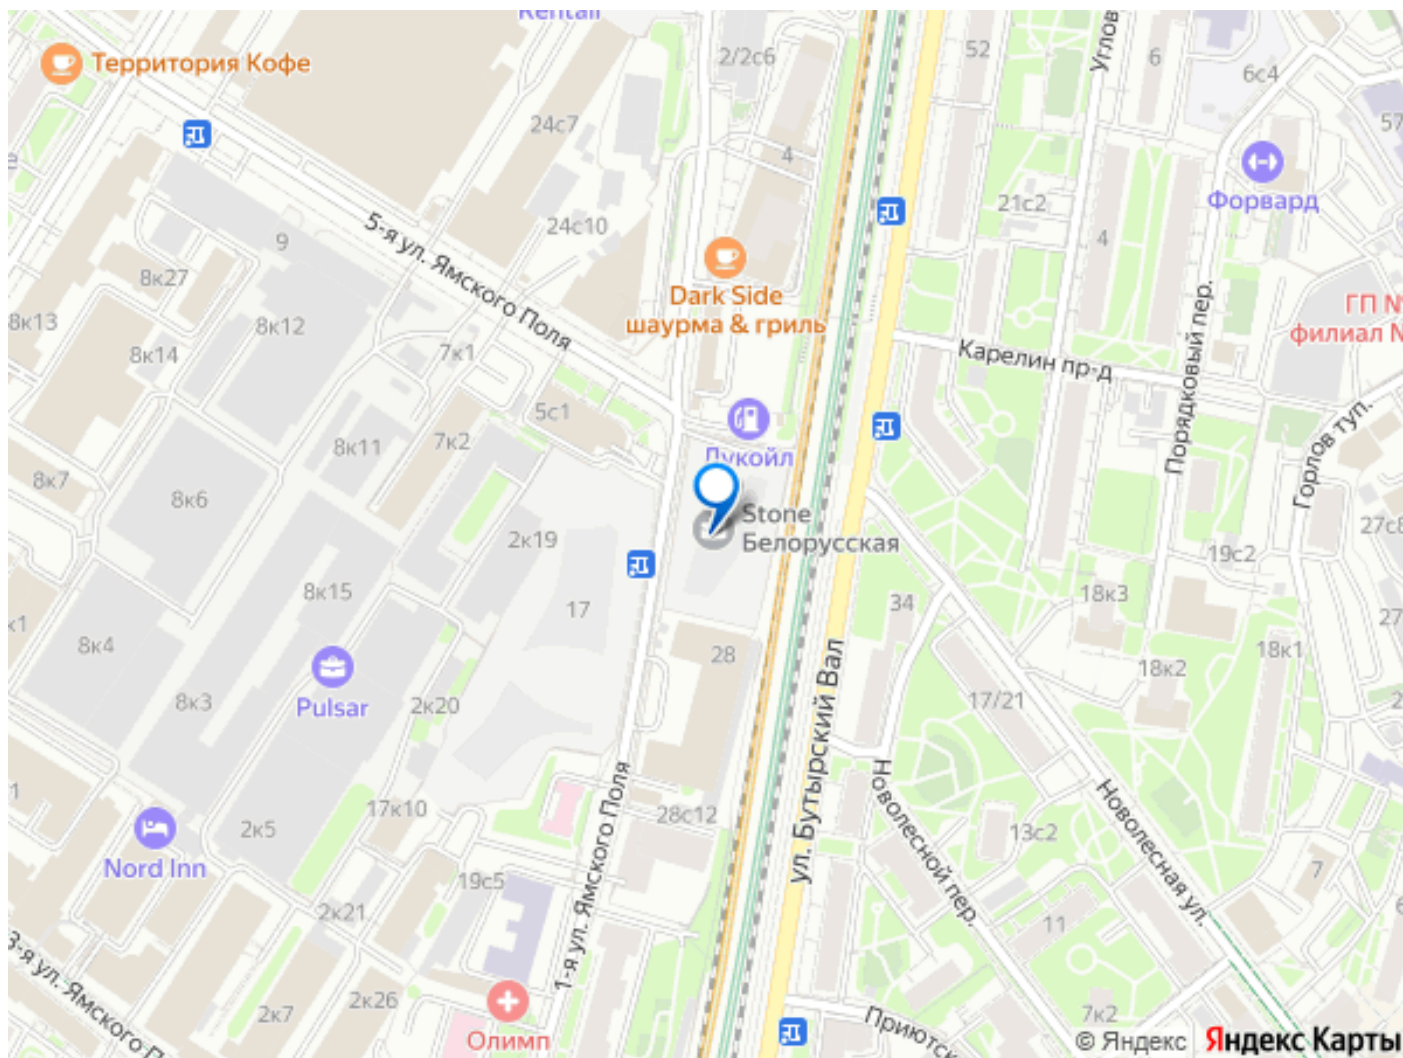 Rentall
Территория Кофе
2/2с6
52
Углов
6
6с4
57
24с7
4
Форвард
21с2
24с10
4
9
5-я ул. Ямского Поля
8к27
Dark Side
шаурма & гриль
8к13
8к12
8к14
7к1
Карелин пр-д
Порядковый пер.
ГП №
филиал №
5с1
Горлов туп.
7к2
8к11
Лукойл
8к7
8к6
Stone
Белорусская
2к19
27с8
19с2
8к15
17
34
18к3
27
8к4
28
18к1
18к2
8к3
Pulsar
2к20
17/21
ул. Бутырский Вал
1-я ул. Ямского Поля
Новолесной пер.
Новолесная ул.
17к10
28с12
2к5
13с2
Nord Inn
7
19с5
2к21
11
3-я ул. Ямского П
2к26
2к7
7к2
Олимп
Приютск
© Яндекс Яндекс Карты